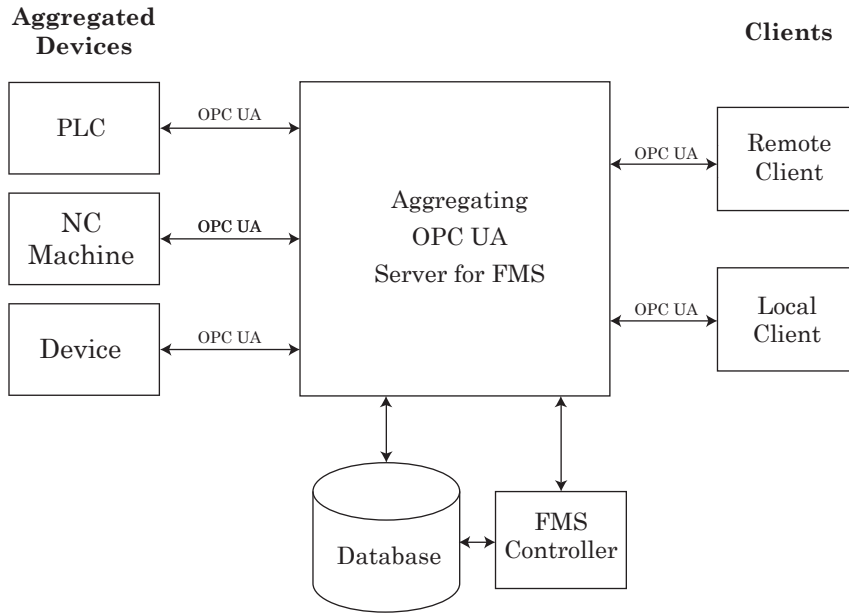 Aggregated
Devices
Clients
PLC
OPC UA
NC
Machine
OPC UA
Device
OPC UA
Aggregating
OPC UA
Server for FMS
OPC UA
Remote
Client
OPC UA
Local
Client
Database
FMS
Controller